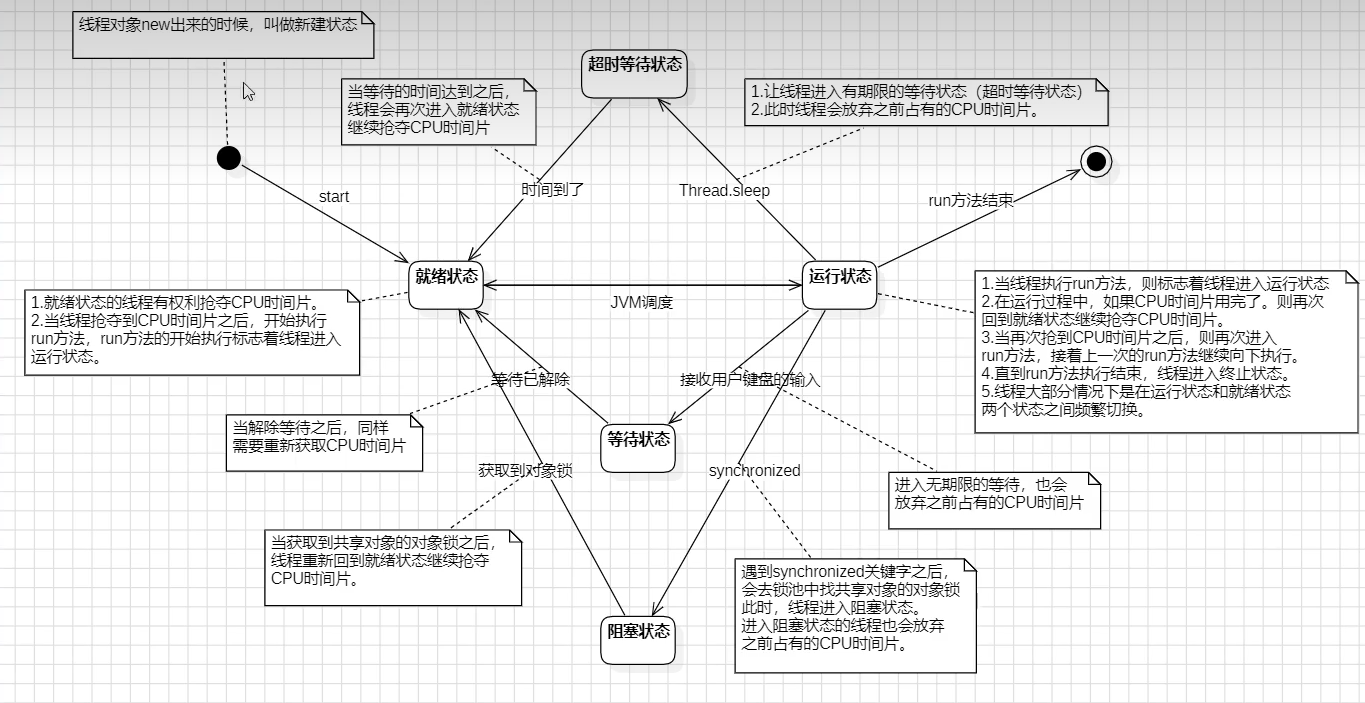 线程对象new出来的时候，叫做新建状态
超时等待状态
当等待的时间达到之后，
线程会再次进入就绪状态
继续抢夺CPU时间片
1.让线程进入有期限的等待状态（超时等待状态）
2.此时线程会放弃之前占有的CPU时间片。
start
时间到了
Thread.sleep
run方法结束
就绪状态
运行状态
JVM调度
1.就绪状态的线程有权利抢夺CPU时间片。
2.当线程抢夺到CPU时间片之后，开始执行
run方法，run方法的开始执行标志着线程进入
运行状态。
1.当线程执行run方法，则标志着线程进入运行状态
2.在运行过程中，如果CPU时间片用完了。则再次
回到就绪状态继续抢夺CPU时间片。
3.当再次抢到CPU时间片之后，则再次进入
run方法，接着上一次的run方法继续向下执行。
4.直到run方法执行结束，线程进入终止状态。
5.线程大部分情况下是在运行状态和就绪状态
两个状态之间频繁切换。
等待已解除
接收用户键盘的输入
当解除等待之后，同样
需要重新获取CPU时间片
等待状态
获取到对象锁
synchronized
进入无期限的等待，也会
放弃之前占有的CPU时间片
当获取到共享对象的对象锁之后，
线程重新回到就绪状态继续抢夺
CPU时间片。
遇到synchronized关键字之后，
会去锁池中找共享对象的对象锁
此时，线程进入阻塞状态。
进入阻塞状态的线程也会放弃
之前占有的CPU时间片。
阻塞状态